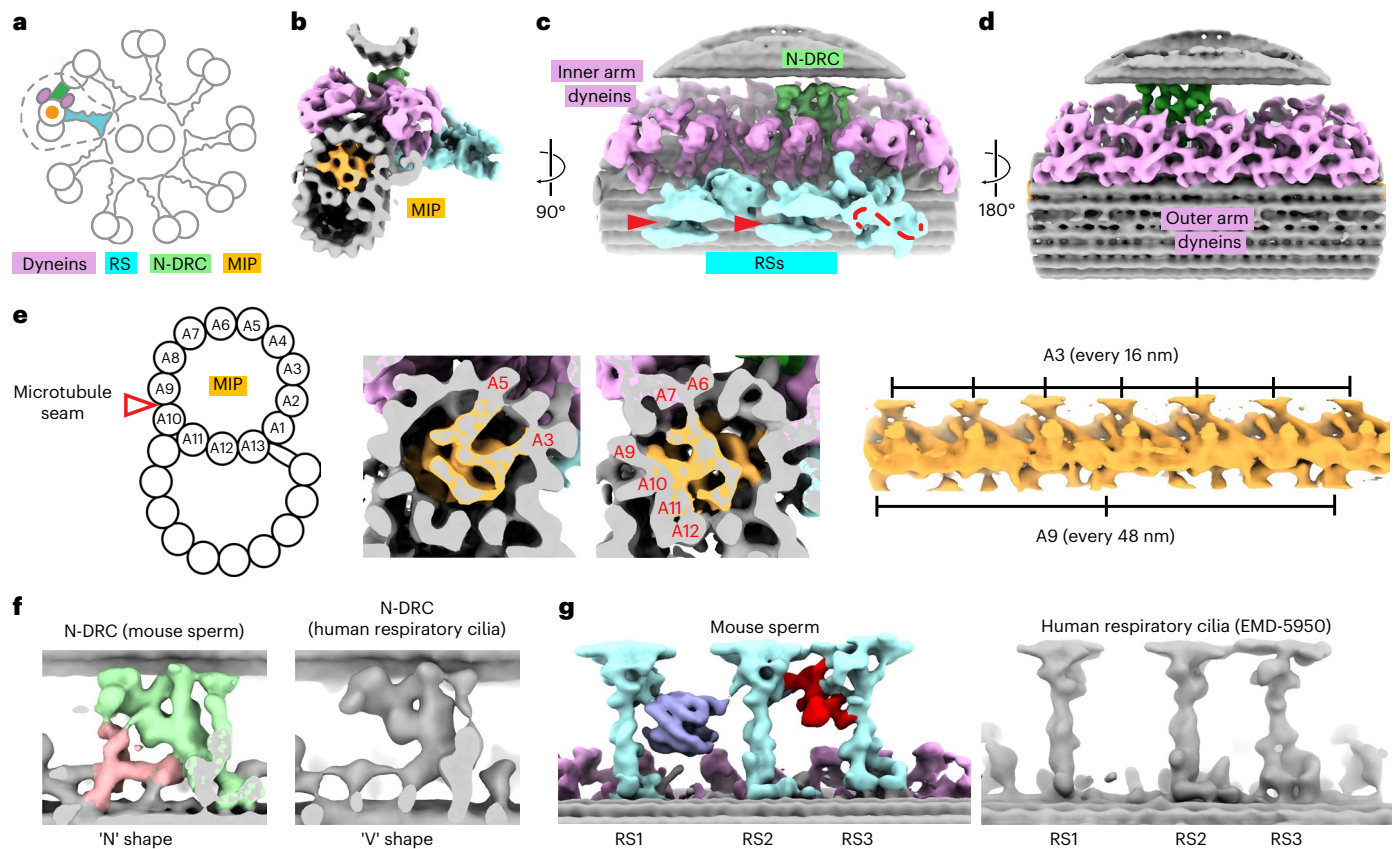 a
Dyneins
RS
N-DRC
MIP
b
MIP
90°
c
Inner arm
dyneins
N-DRC
RSs
180°
d
Outer arm
dyneins
e
Microtubule
seam
MIP
A1
A2
A3
A4
A5
A6
A7
A8
A9
A10
A11
A12
A13
A5
A3
A6
A7
A9
A10
A11
A12
A3 (every 16 nm)
A9 (every 48 nm)
f
N-DRC (mouse sperm)
'N' shape
N-DRC
(human respiratory cilia)
'V' shape
g
Mouse sperm
RS1
RS2
RS3
Human respiratory cilia (EMD-5950)
RS1
RS2
RS3